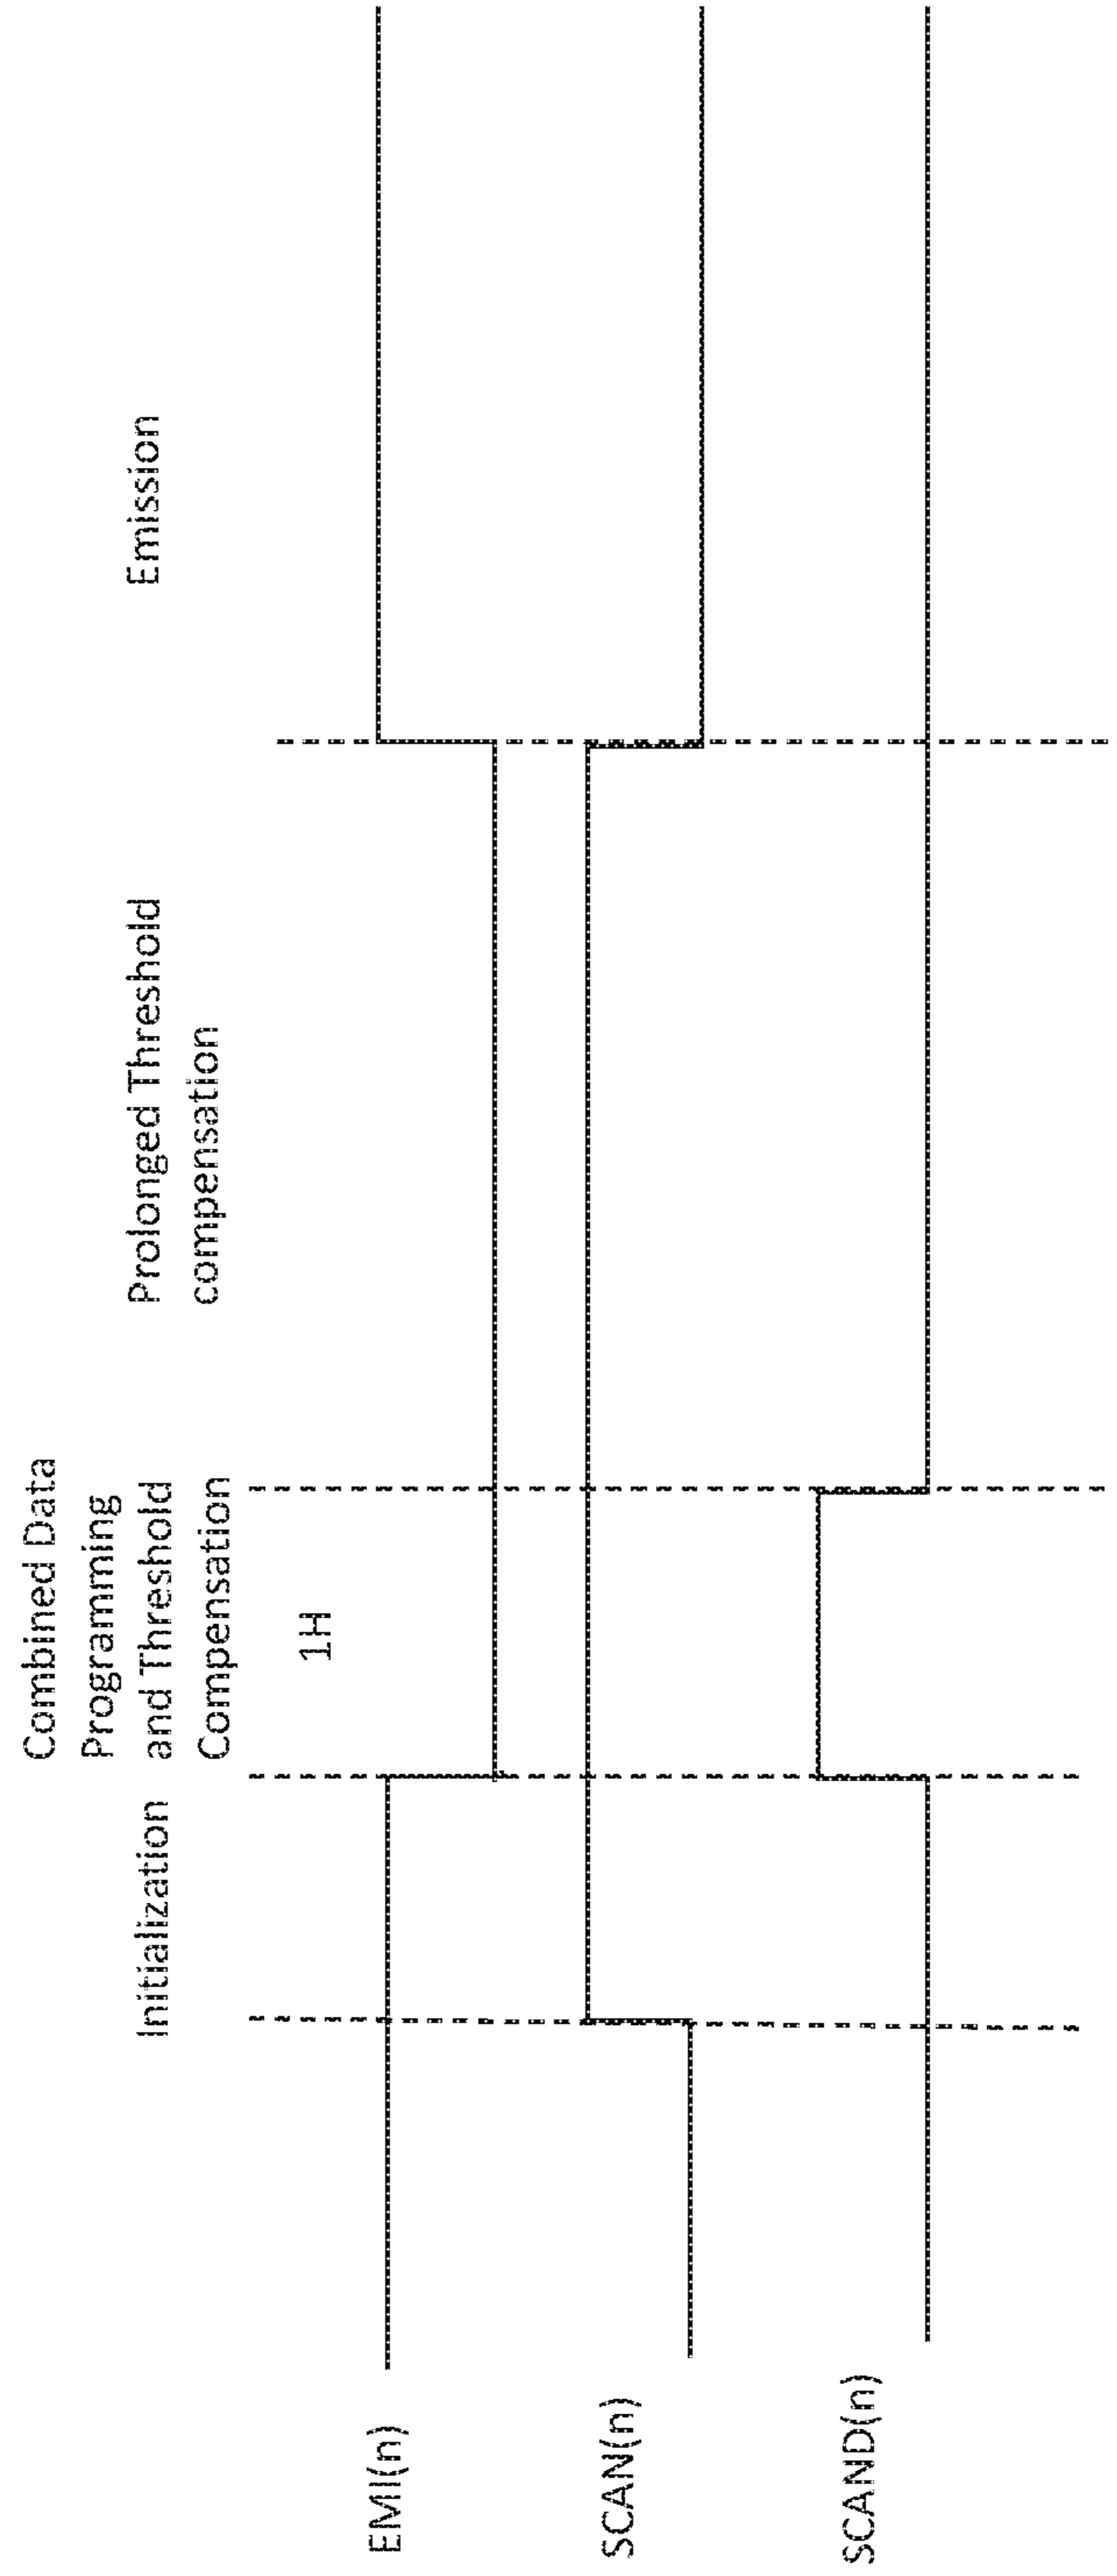 Initialization
Combined Data
Programming
and Threshold
Compensation
1H
Prolonged Threshold
compensation
Emission
EMI(n)
SCAN(n)
SCAND(n)